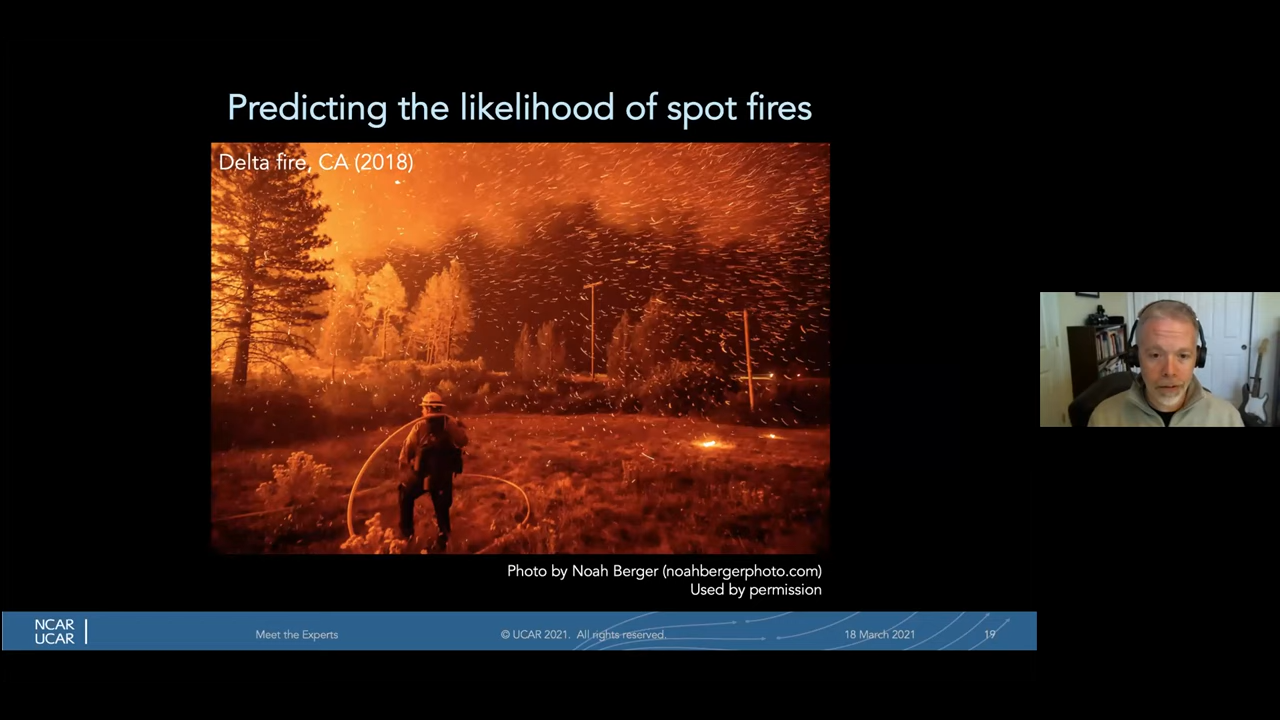 Predicting the likelihood of spot fires
Delta fire, CA (2018)
Photo by Noah Berger (noahbergerphoto.com)
Used by permission
NCAR
UCAR
Meet the Experts
© UCAR 2021. All rights reserved.
18 March 2021
19